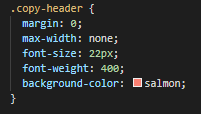 .copy-header {
margin: 0;
max-width: none;
font-size: 22px;
font-weight: 400;
background-color: salmon;
}